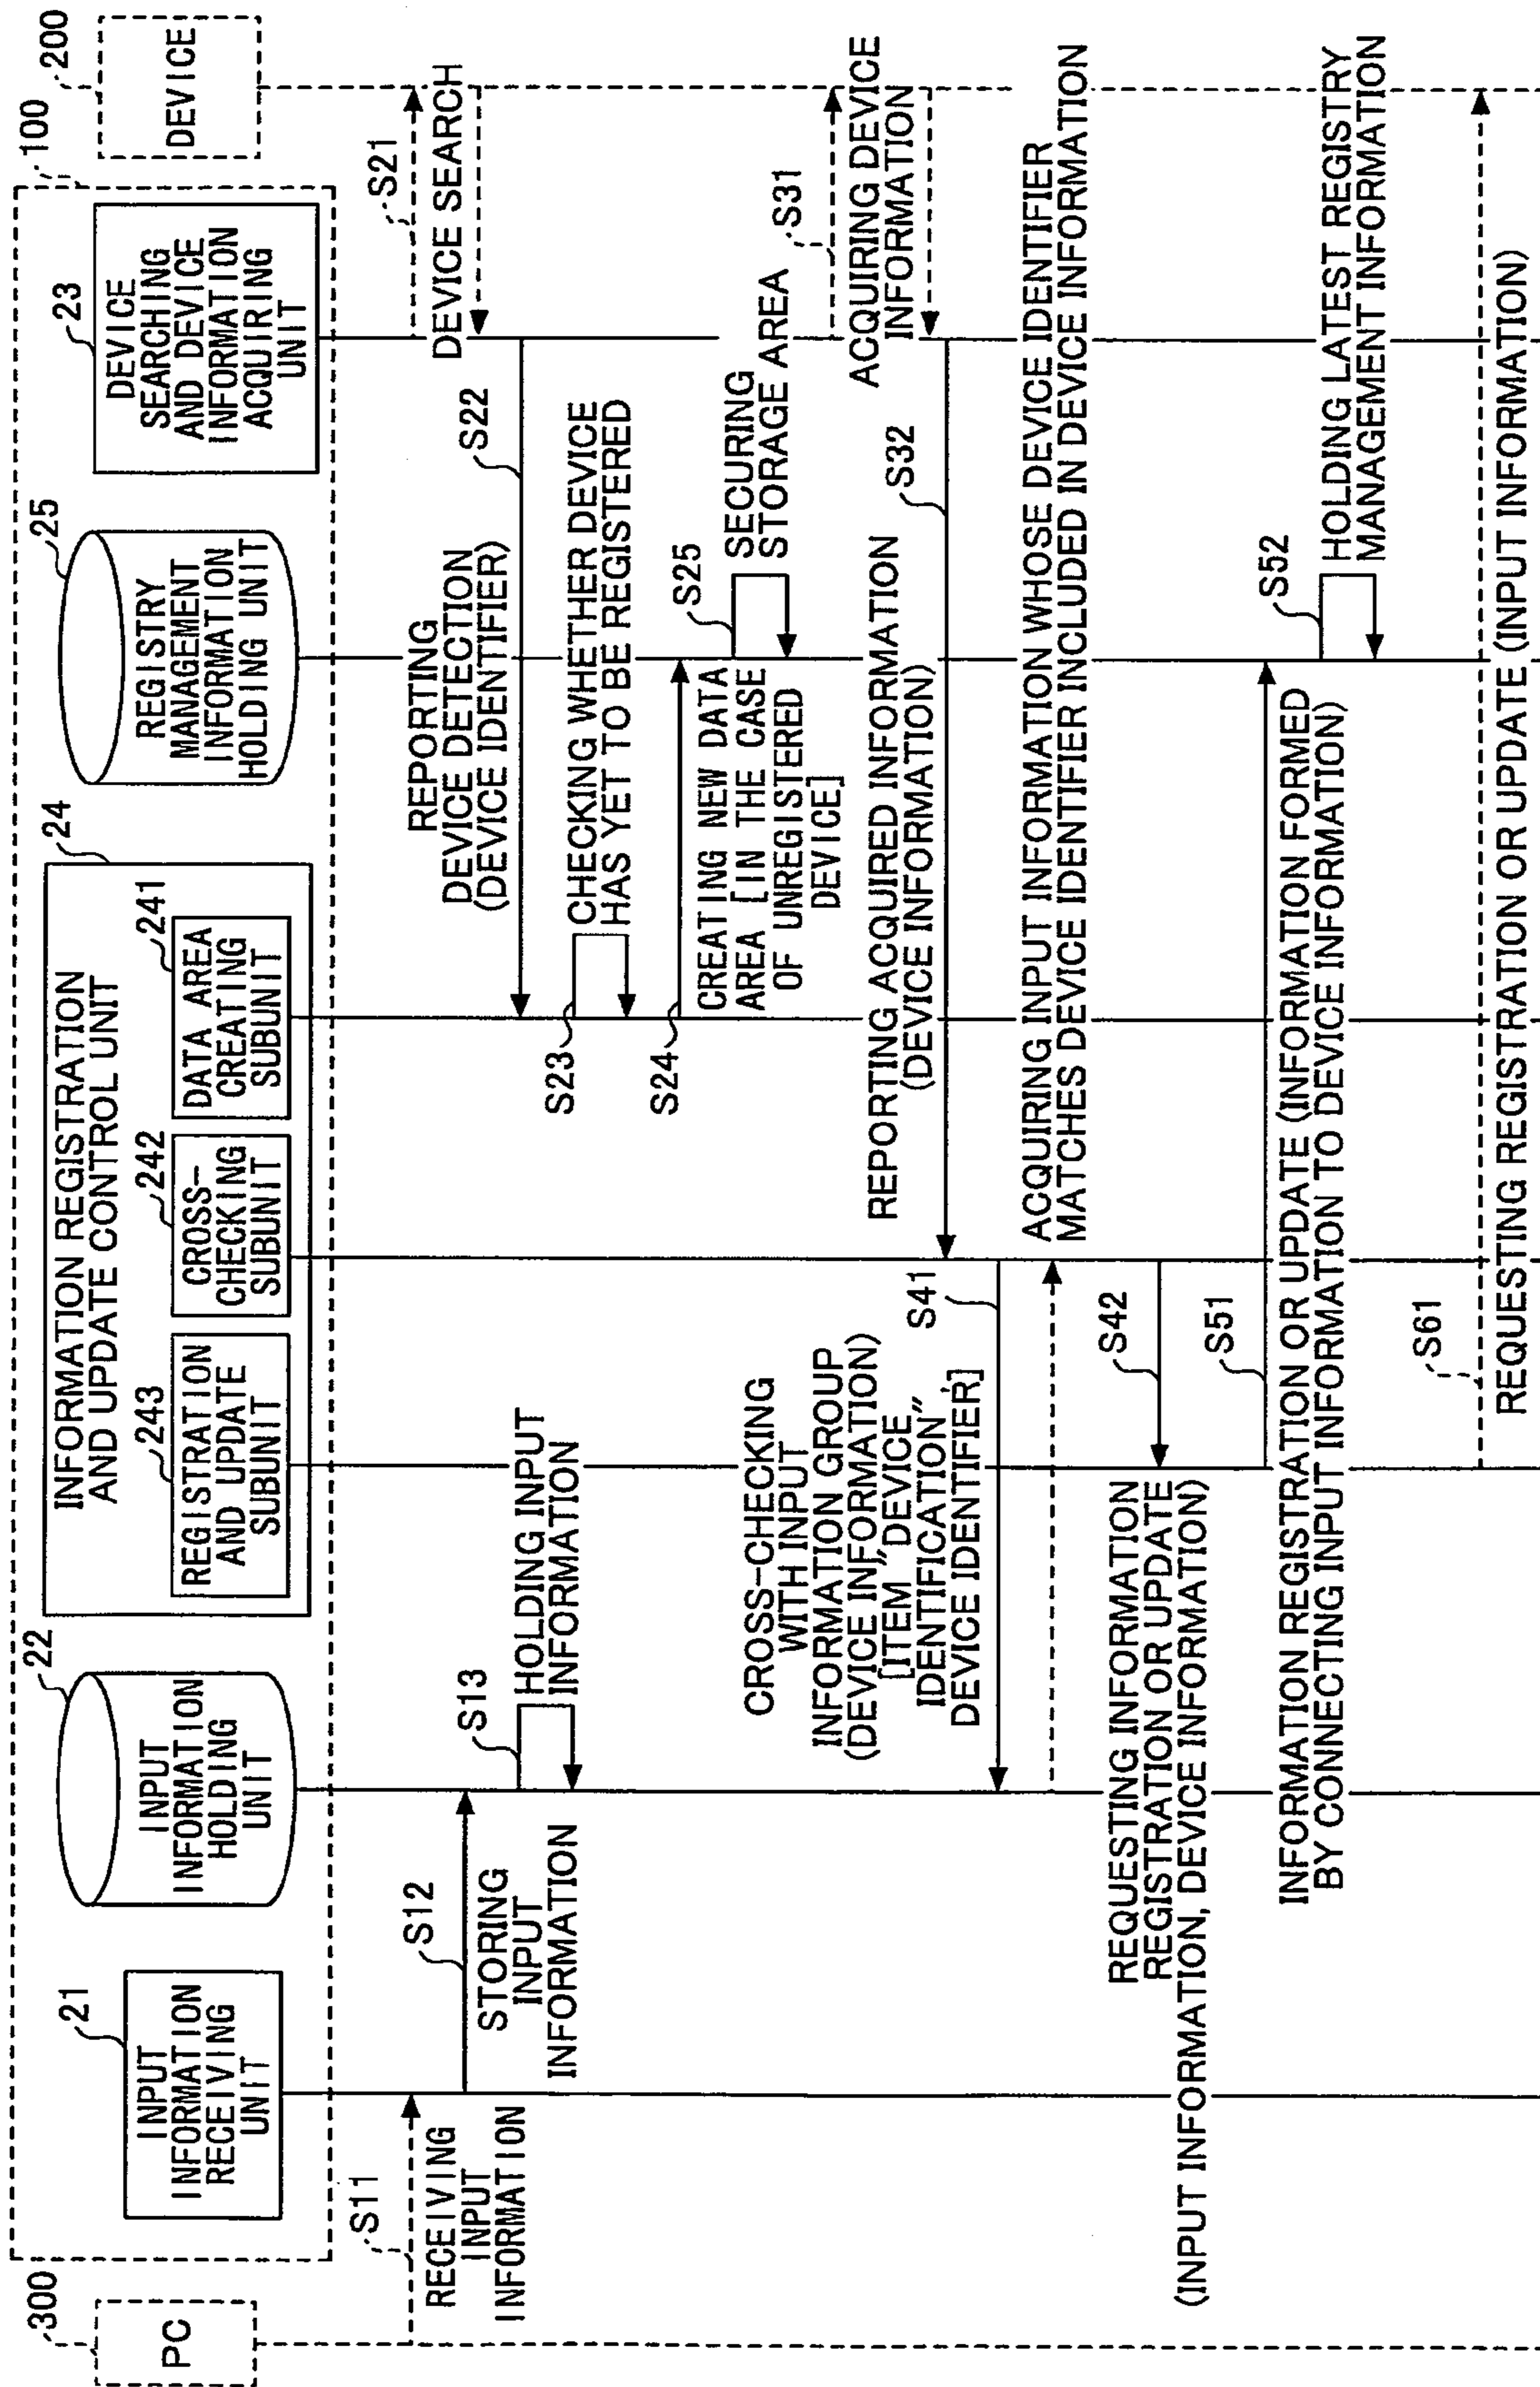 300
PC
100
21
INPUT
INFORMATION
RECEIVING
UNIT
22
INPUT
INFORMATION
HOLDING
UNIT
24
INFORMATION REGISTRATION
AND UPDATE CONTROL UNIT
243
REGISTRATION
AND UPDATE
SUBUNIT
242
CROSS-
CHECKING
SUBUNIT
241
DATA AREA
CREATING
SUBUNIT
25
REGISTRY
MANAGEMENT
INFORMATION
HOLDING UNIT
23
DEVICE
SEARCHING
AND DEVICE
INFORMATION
ACQUIRING
UNIT
200
DEVICE
S11
RECEIVING
INPUT
INFORMATION
S12
STORING
INPUT
INFORMATION
S13
HOLDING INPUT
INFORMATION
S21
DEVICE SEARCH
S22
REPORTING
DEVICE DETECTION
(DEVICE IDENTIFIER)
S23
CHECKING WHETHER DEVICE
HAS YET TO BE REGISTERED
S24
CREATING NEW DATA
AREA [IN THE CASE
OF UNREGISTERED
DEVICE]
S25
SECURING
STORAGE AREA
S31
ACQUIRING DEVICE
INFORMATION
S32
REPORTING ACQUIRED INFORMATION
(DEVICE INFORMATION)
S41
CROSS-CHECKING
WITH INPUT
INFORMATION GROUP
(DEVICE INFORMATION)
[ITEM "DEVICE
IDENTIFICATION",
DEVICE IDENTIFIER]
ACQUIRING INPUT INFORMATION WHOSE DEVICE IDENTIFIER
MATCHES DEVICE IDENTIFIER INCLUDED IN DEVICE INFORMATION
S42
REQUESTING INFORMATION
REGISTRATION OR UPDATE
(INPUT INFORMATION, DEVICE INFORMATION)
S51
INFORMATION REGISTRATION OR UPDATE (INFORMATION FORMED
BY CONNECTING INPUT INFORMATION TO DEVICE INFORMATION)
S52
HOLDING LATEST REGISTRY
MANAGEMENT INFORMATION
S61
REQUESTING REGISTRATION OR UPDATE (INPUT INFORMATION)